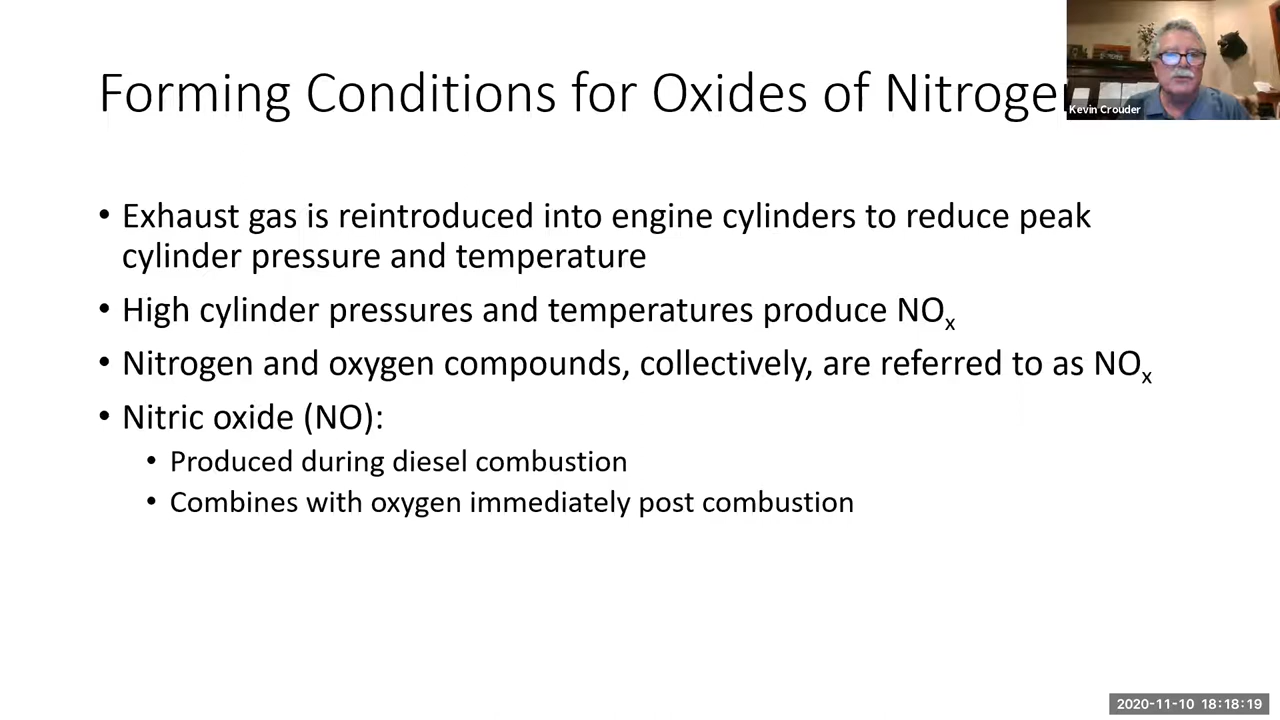 Forming Conditions for Oxides of Nitrogen
Kevin Crouder
• Exhaust gas is reintroduced into engine cylinders to reduce peak
cylinder pressure and temperature
• High cylinder pressures and temperatures produce NOₓ
• Nitrogen and oxygen compounds, collectively, are referred to as NOₓ
• Nitric oxide (NO):
• Produced during diesel combustion
• Combines with oxygen immediately post combustion
2020-11-10 18:18:19